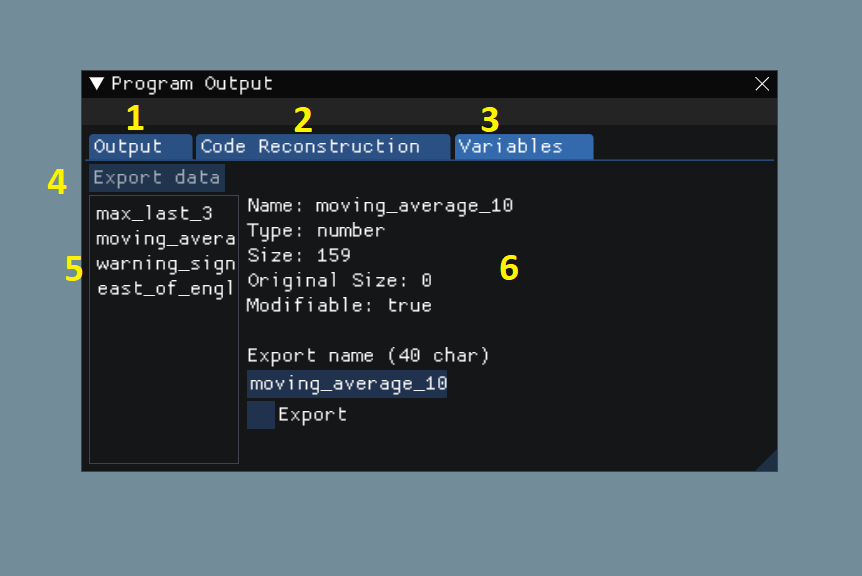 Program Output
1
2
3
Output
Code Reconstruction
Variables
4
Export data
5
max_last_3
moving_avera
warning_sign
east_of_engl
6
Name: moving_average_10
Type: number
Size: 159
Original Size: 0
Modifiable: true
Export name (40 char)
moving_average_10
Export